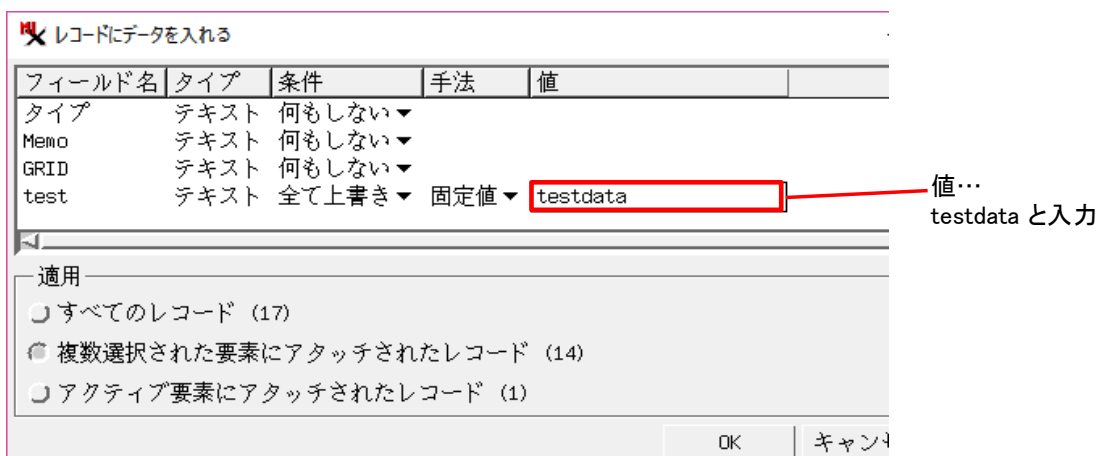 レコードにデータを入れる
フィールド名 タイプ 条件 手法 値
タイプ テキスト 何もしない
Memo テキスト 何もしない
GRID テキスト 何もしない
test テキスト 全て上書き 固定値 testdata
値…
testdata と入力
適用
すべてのレコード (17)
複数選択された要素にアタッチされたレコード (14)
アクティブ要素にアタッチされたレコード (1)
OK キャン